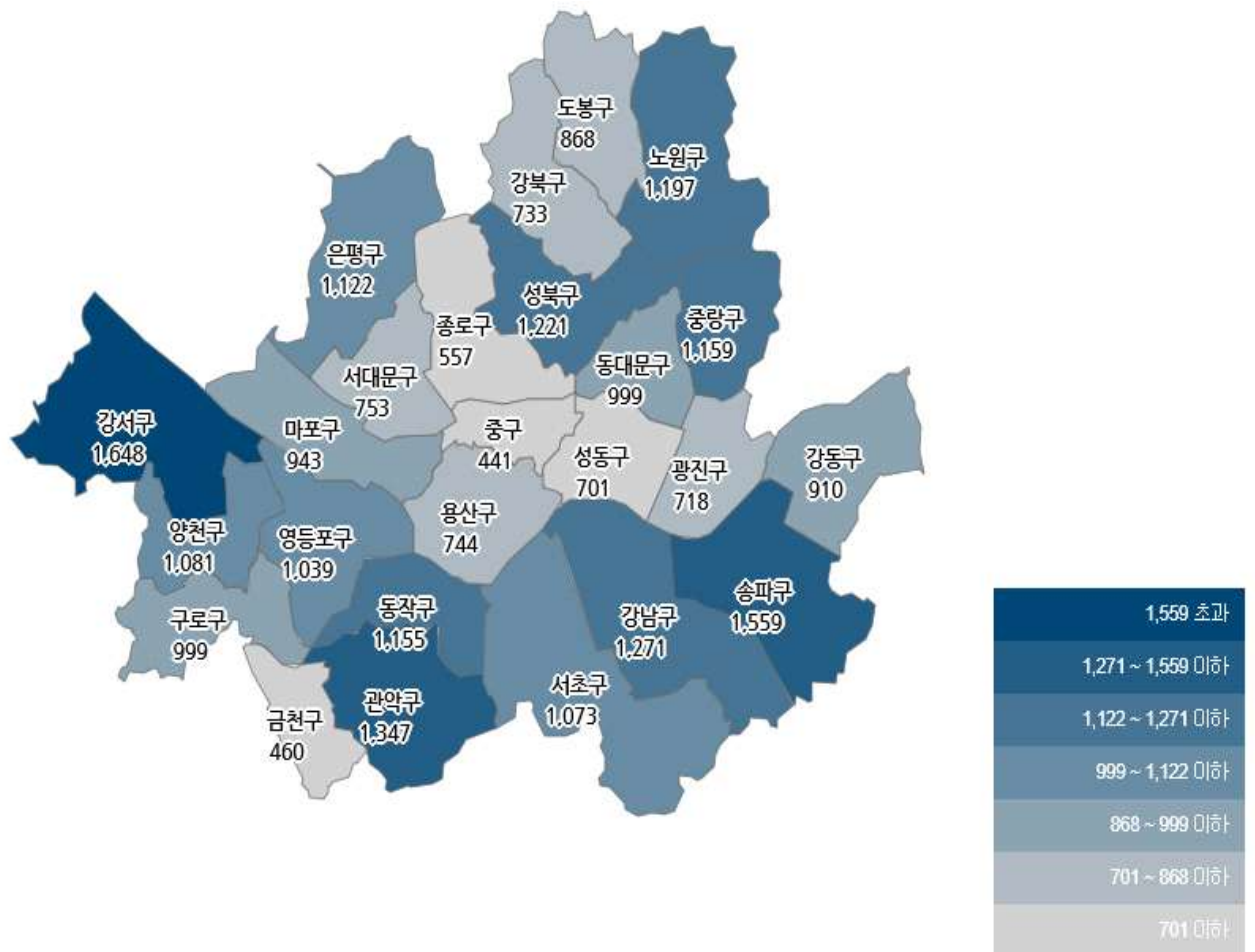 도봉구
868
노원구
1,197
강북구
733
은평구
1,122
성북구
1,221
중랑구
1,159
종로구
557
동대문구
999
서대문구
753
강서구
1,648
마포구
943
중구
441
성동구
701
광진구
718
강동구
910
용산구
744
양천구
1,081
영등포구
1,039
송파구
1,559
동작구
1,155
강남구
1,271
구로구
999
서초구
1,073
관악구
1,347
금천구
460
1,559 초과
1,271 ~ 1,559 이하
1,122 ~ 1,271 이하
999 ~ 1,122 이하
868 ~ 999 이하
701 ~ 868 이하
701 이하